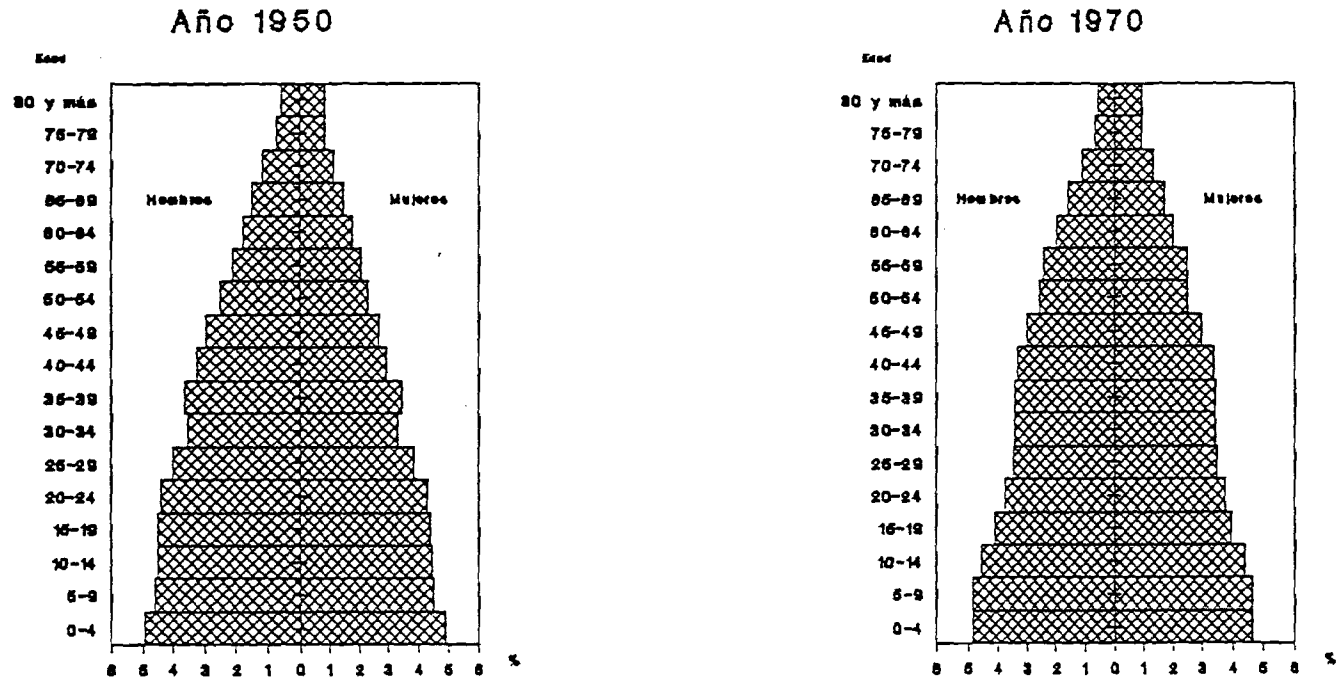 Año 1950
Edad
80 y más
75-79
70-74
65-69
Hombres
Mujeres
60-64
55-59
50-54
45-49
40-44
35-39
30-34
25-29
20-24
15-19
10-14
5-9
0-4
6 5 4 3 2 1 0 1 2 3 4 5 6
%
Año 1970
Edad
80 y más
75-79
70-74
65-69
Hombres
Mujeres
60-64
55-59
50-54
45-49
40-44
35-39
30-34
25-29
20-24
15-19
10-14
5-9
0-4
6 5 4 3 2 1 0 1 2 3 4 5 6
%